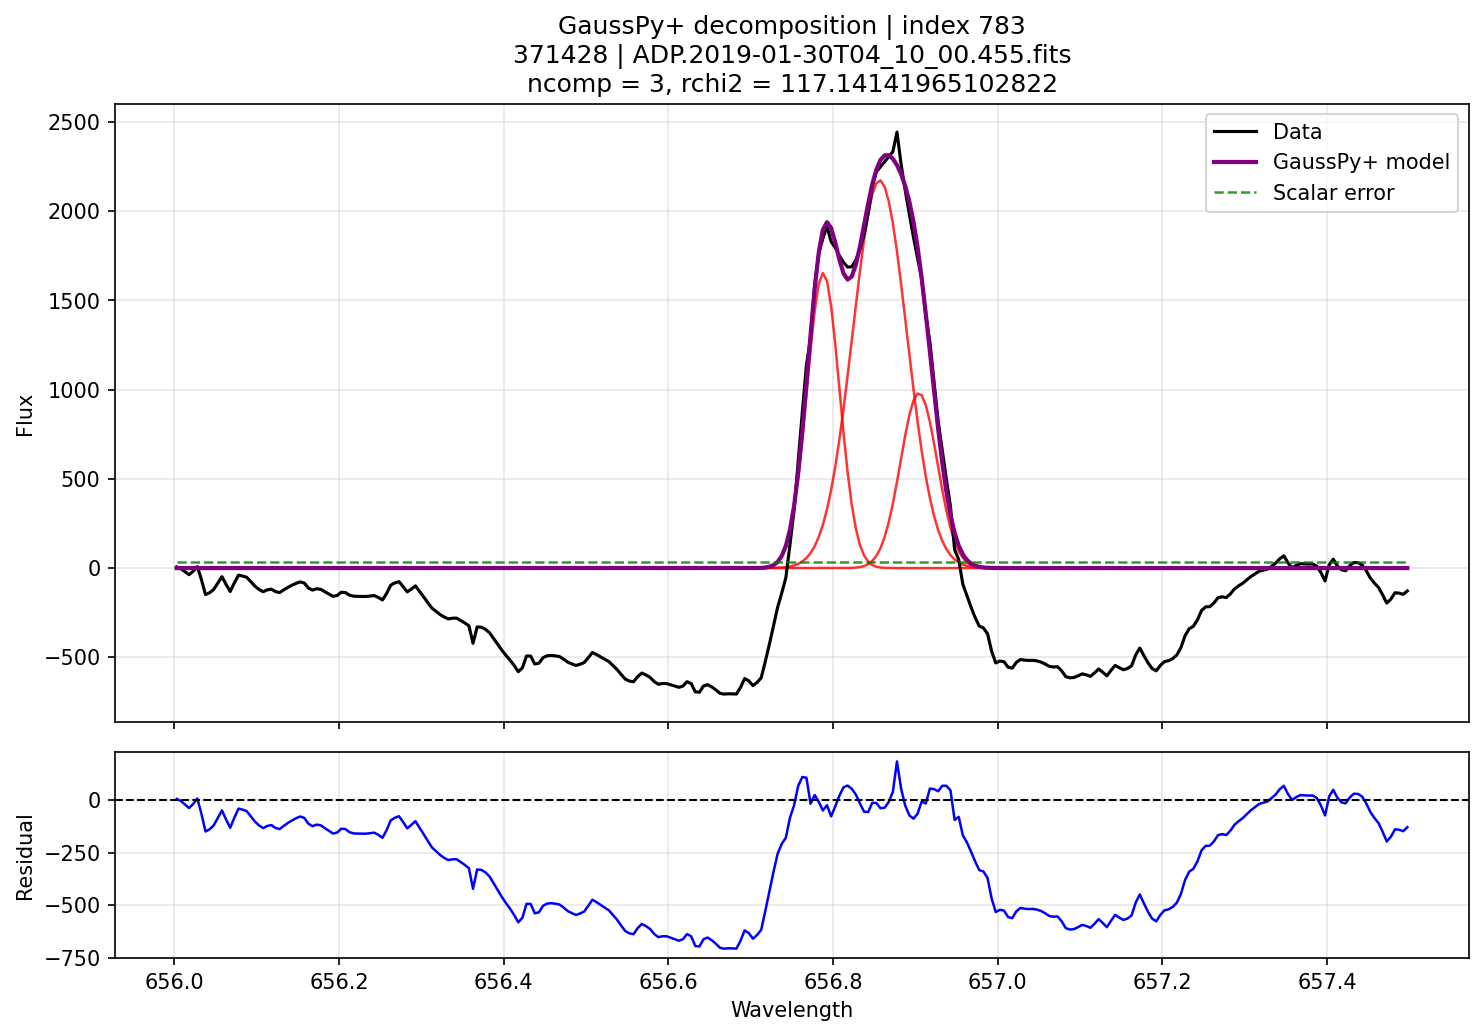 GaussPy+ decomposition | index 783
371428 | ADP.2019-01-30T04_10_00.455.fits
ncomp = 3, rchi2 = 117.14141965102822
2500
2000
1500
1000
500
0
−500
Flux
Data
GaussPy+ model
Scalar error
0
−250
−500
−750
Residual
656.0
656.2
656.4
656.6
656.8
657.0
657.2
657.4
Wavelength